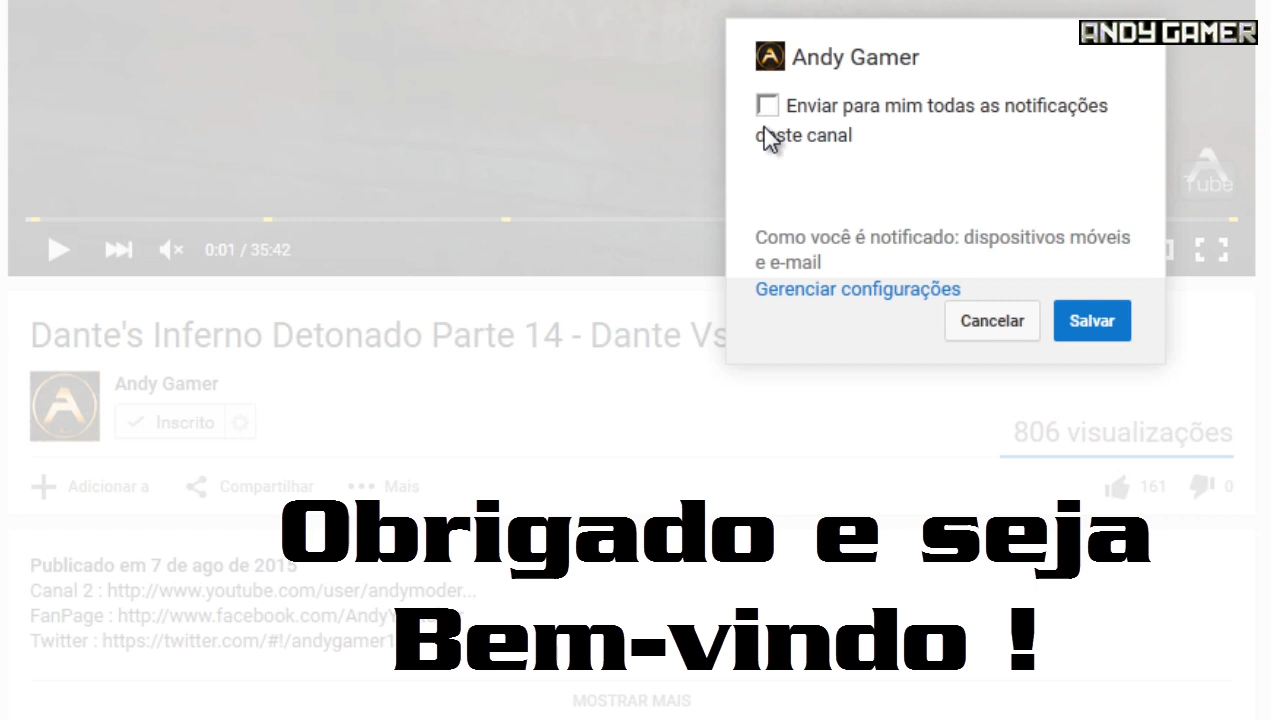 ANDY GAMER
Andy Gamer
Enviar para mim todas as notificações
deste canal
Tube
0:01 / 35:42
Como você é notificado: dispositivos móveis
e e-mail
Gerenciar configurações
Cancelar
Salvar
Dante's Inferno Detonado Parte 14 - Dante Vs
Andy Gamer
Inscrito
806 visualizações
Adicionar a
Compartilhar
Mais
161
0
Obrigado e seja
Bem-vindo !
Publicado em 7 de ago de 2015
Canal 2 : http://www.youtube.com/user/andymoder...
FanPage : http://www.facebook.com/AndyY
Twitter : https://twitter.com/#!/andygamer1
MOSTRAR MAIS